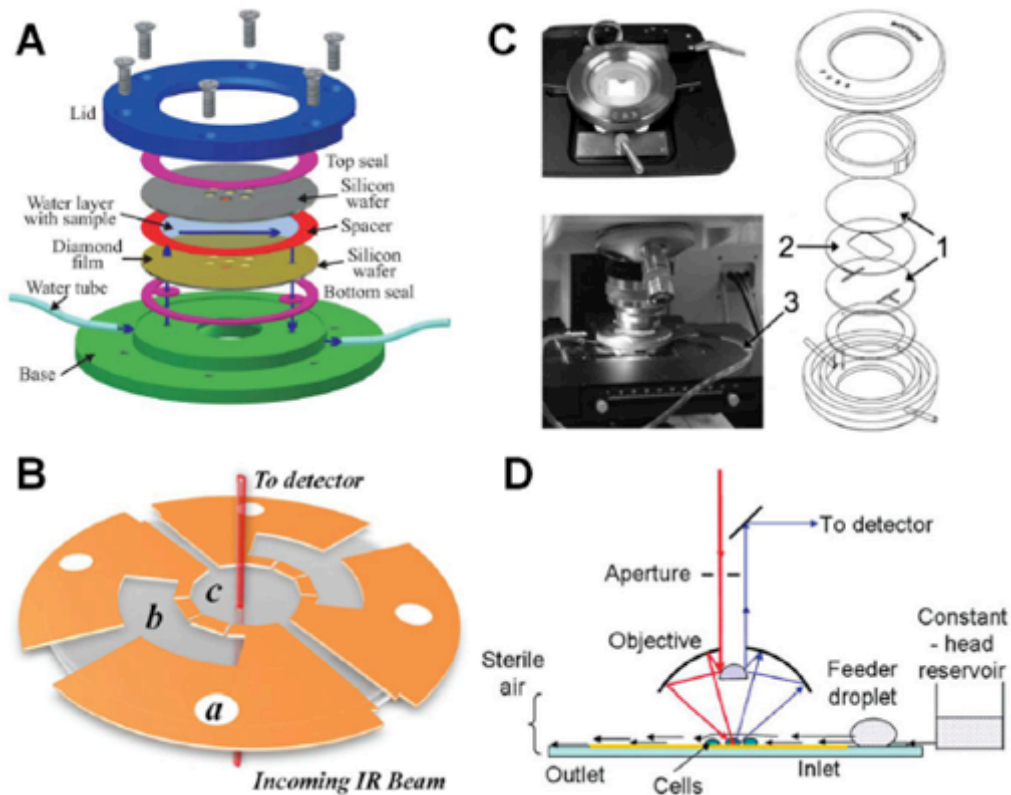 A
Lid
Top seal
Silicon
wafer
Water layer
with sample
Spacer
Diamond
film
Silicon
wafer
Water tube
Bottom seal
Base
B
To detector
c
b
a
Incoming IR Beam
C
1
2
3
D
To detector
Aperture
Objective
Constant
- head
reservoir
Feeder
droplet
Sterile
air
Outlet
Cells
Inlet